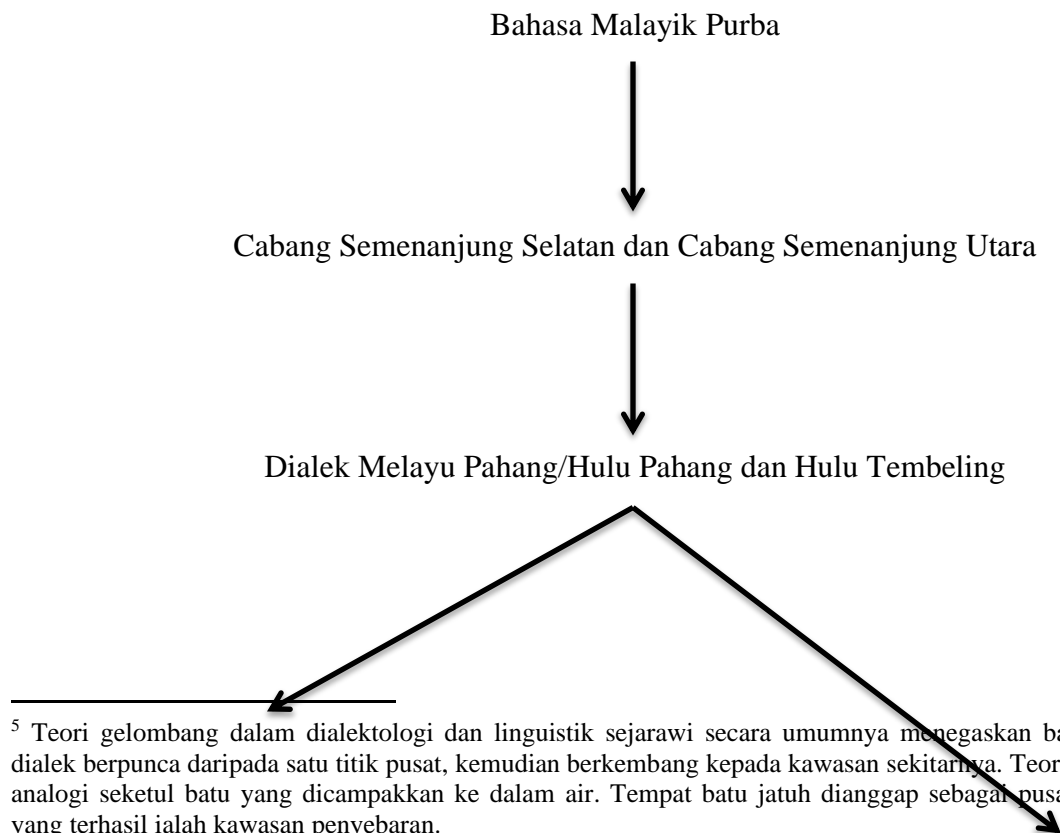 Bahasa Malayik Purba
Cabang Semenanjung Selatan dan Cabang Semenanjung Utara
Dialek Melayu Pahang/Hulu Pahang dan Hulu Tembeling
5 Teori gelombang dalam dialektologi dan linguistik sejarawi secara umumnya menegaskan ba
dialek berpunca daripada satu titik pusat, kemudian berkembang kepada kawasan sekitarnya. Teor
analogi seketul batu yang dicampakkan ke dalam air. Tempat batu jatuh dianggap sebagai pusa
yang terhasil ialah kawasan penyebaran.